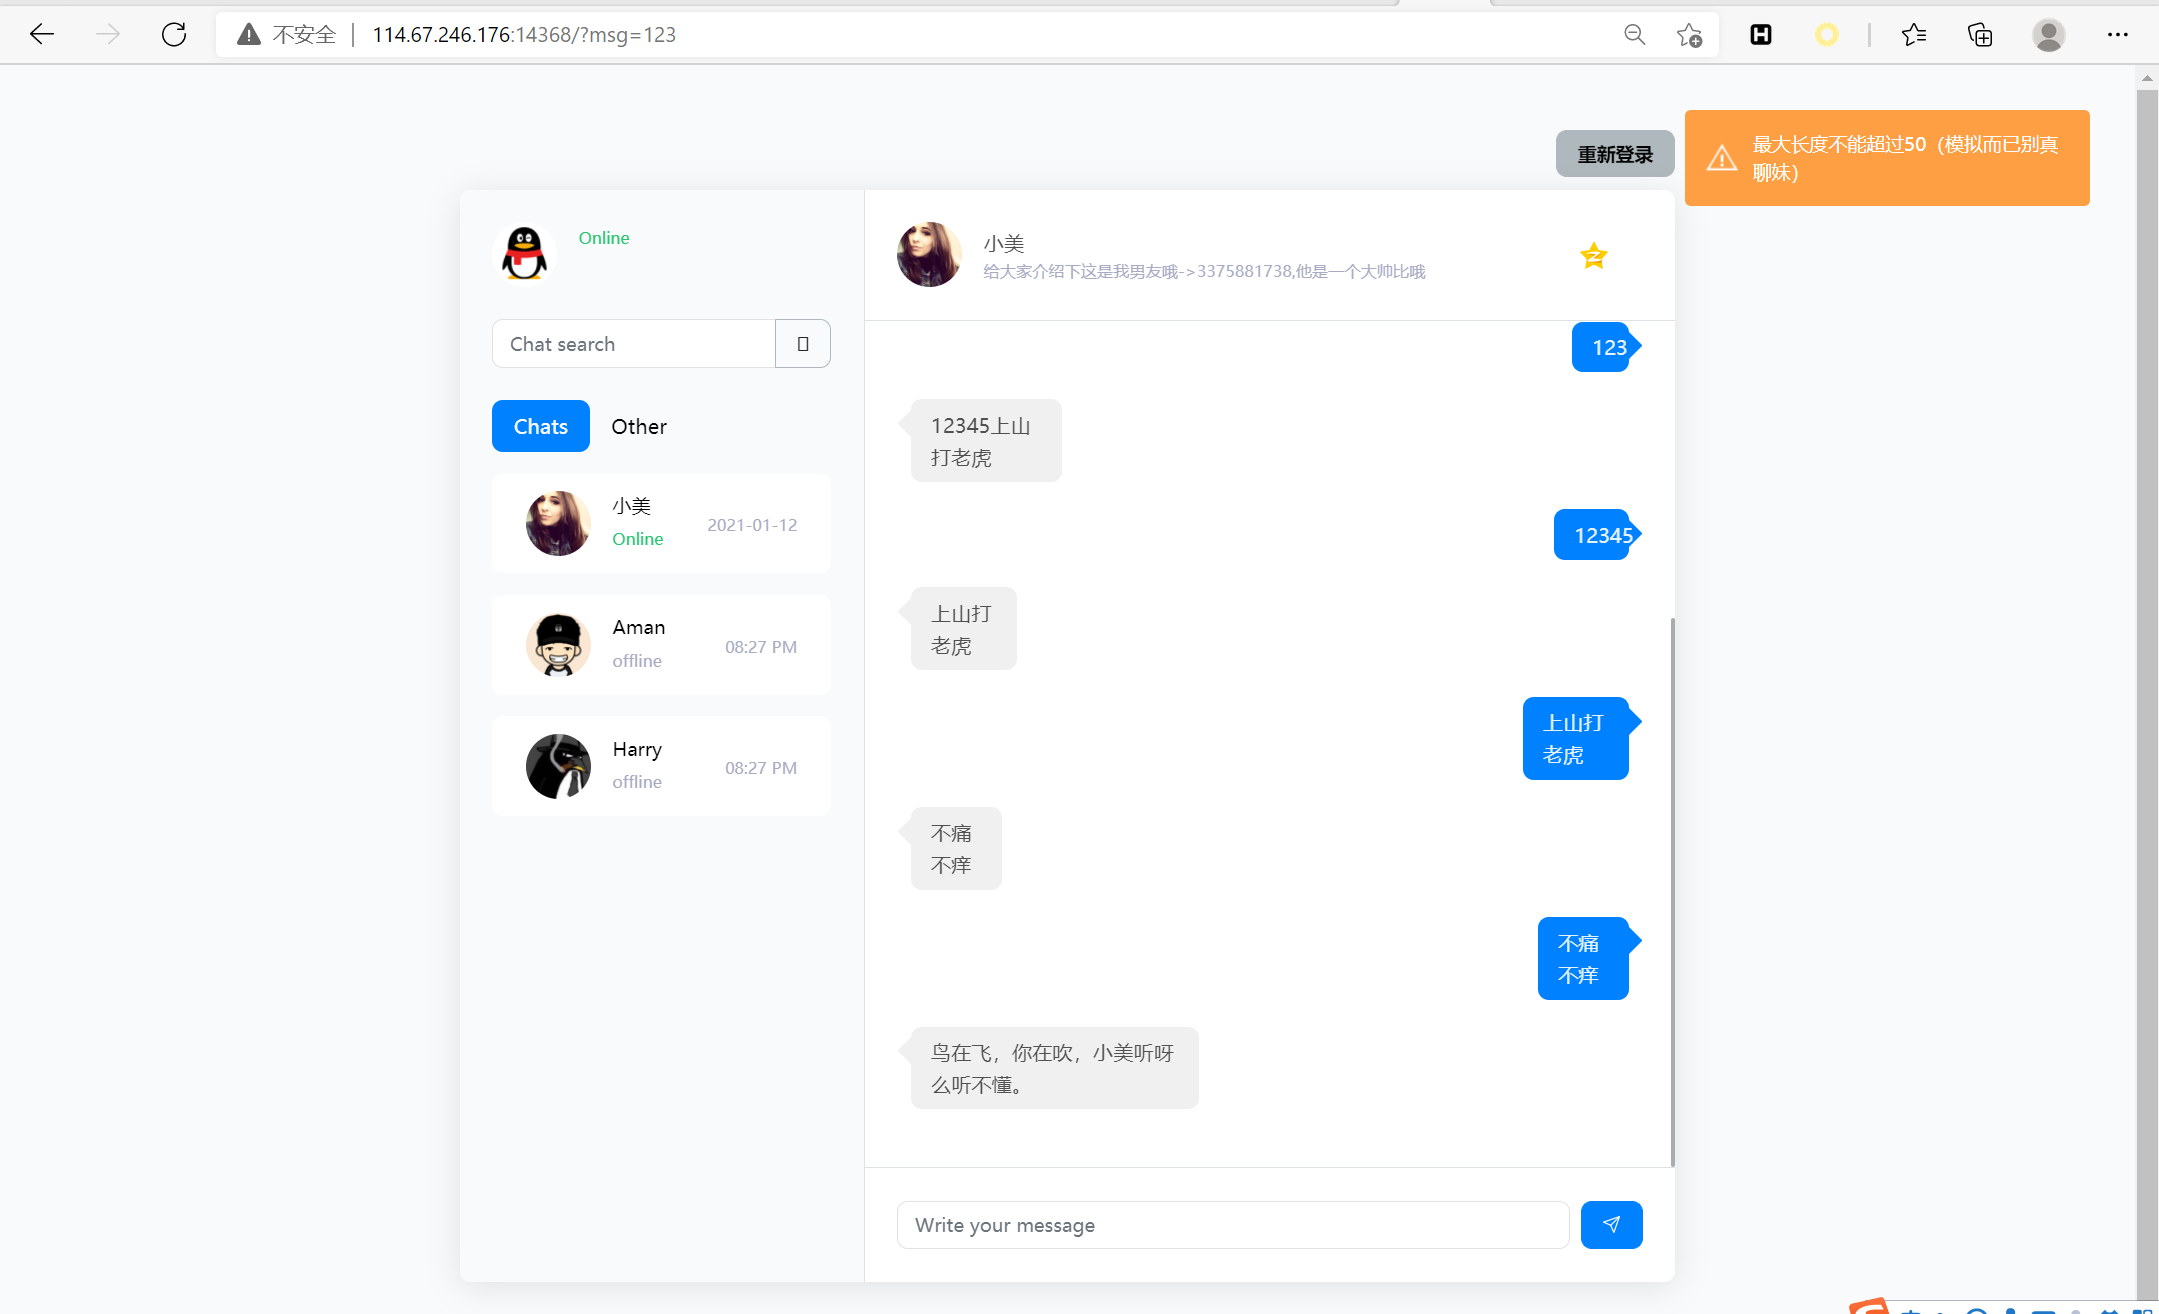 不安全
114.67.246.176:14368/?msg=123
重新登录
最大长度不能超过50（模拟而已别真
聊妹）
Online
Chat search
Chats
Other
小美
Online
2021-01-12
Aman
offline
08:27 PM
Harry
offline
08:27 PM
小美
给大家介绍下这是我男友哦->3375881738,他是一个大帅比哦
123
12345上山
打老虎
12345
上山打
老虎
上山打
老虎
不痛
不痒
不痛
不痒
鸟在飞，你在吹，小美听呀
么听不懂。
Write your message